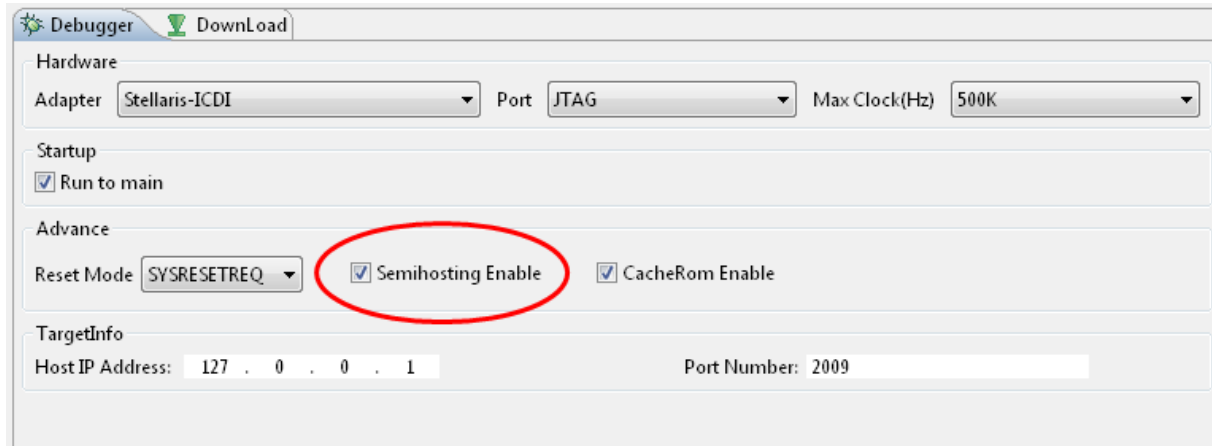 Debugger DownLoad
Hardware
Adapter Stellaris-ICDI Port JTAG Max Clock(Hz) 500K
Startup
Run to main
Advance
Reset Mode SYSRESETREQ Semihosting Enable CacheRom Enable
TargetInfo
Host IP Address: 127 . 0 . 0 . 1 Port Number: 2009